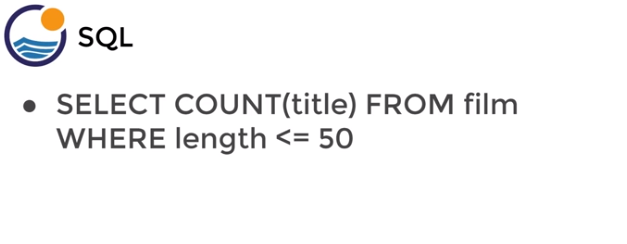 SQL
● SELECT COUNT(title) FROM film
WHERE length <= 50